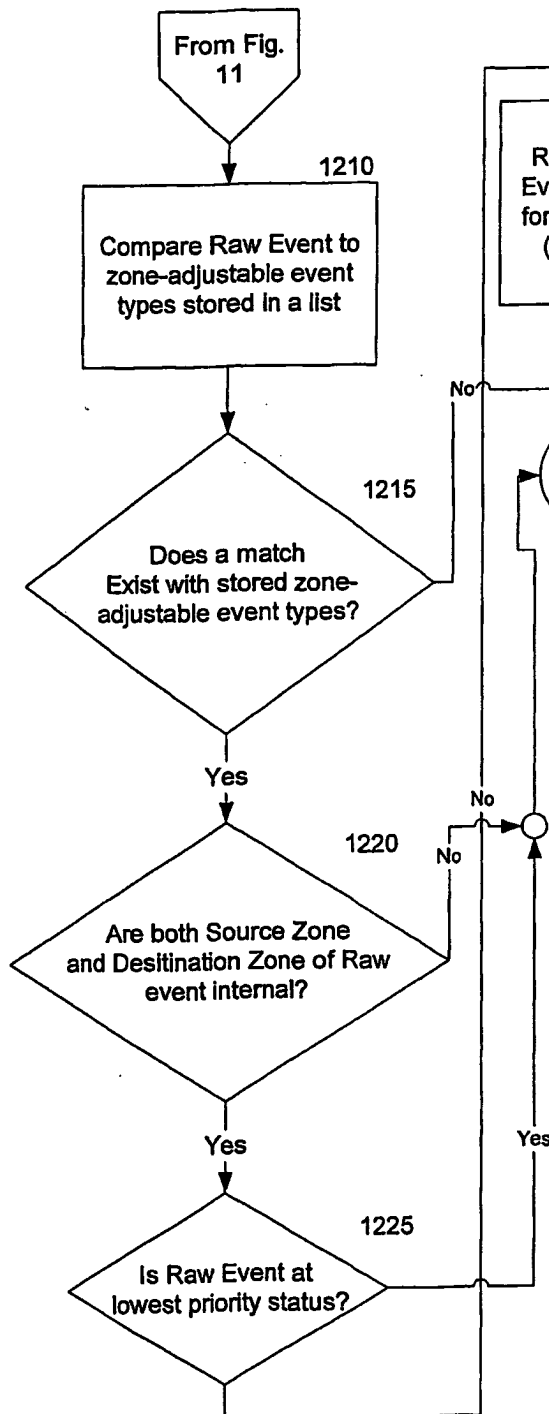 From Fig.
11
1210
Compare Raw Event to
zone-adjustable event
types stored in a list
No
1215
Does a match
Exist with stored zone-
adjustable event types?
Yes
No
1220
No
Are both Source Zone
and Desitination Zone of Raw
event internal?
Yes
Yes
1225
Is Raw Event at
lowest priority status?